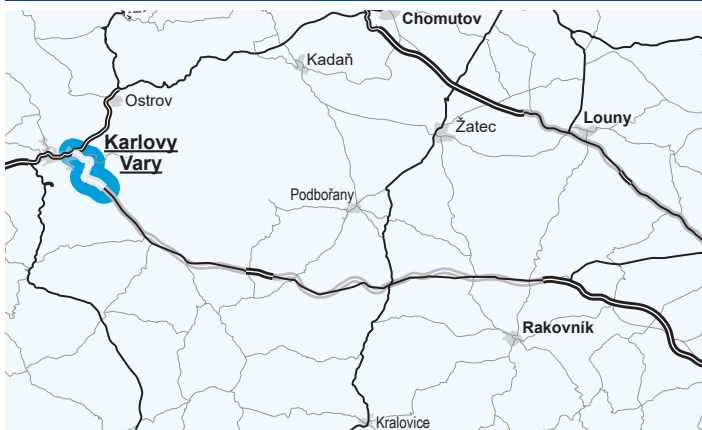 Chomutov
Kadaň
Ostrov
Louny
Žatec
Karlovy
Vary
Podbořany
Rakovník
Kralovice